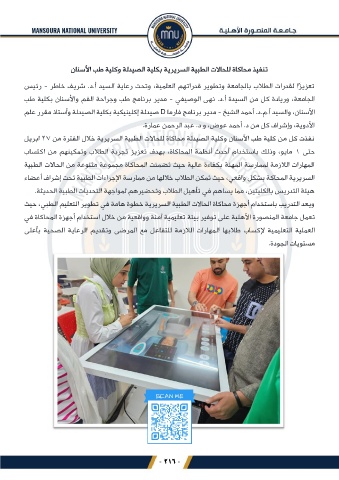 MANSOURA NATIONAL UNIVERSITY
جامعة المنصورة الأهلية
تنفيذ محاكاة للحالات الطبية السريرية بكلية الصيدلة وكلية طب الأسنان
تعزيزًا لقدرات الطلاب بالجامعة وتطوير قدراتهم العلمية، وتحت رعاية السيد أ.د. شريف خاطر - رئيس
الجامعة، وريادة كل من السيدة أ.د. نهى الوصيفي - مدير برنامج طب وجراحة الفم والأسنان بكلية طب
الأسنان، والسيد أ.م.د. أحمد الشيخ - مدير برنامج فارما D صيدلة إكلينيكية بكلية الصيدلة وأستاذ مقرر علم
الأدوية، وإشراف كل من د. أحمد عوض، و د. عبد الرحمن عمارة.
نفذت كل من كلية طب الأسنان وكلية الصيدلة محاكاة للحالات الطبية السريرية خلال الفترة من ٢٧ ابريل
حتى ١ مايو، وذلك باستخدام أحدث أنظمة المحاكاة، بهدف تعزيز تجربة الطلاب وتمكينهم من اكتساب
المهارات اللازمة لممارسة المهنة بكفاءة عالية حيث تضمنت المحاكاة مجموعة متنوعة من الحالات الطبية
السريرية المحاكة بشكل واقعي، حيث تمكن الطلاب خلالها من ممارسة الإجراءات الطبية تحت إشراف أعضاء
هيئة التدريس بالكليتين، مما يساهم في تأهيل الطلاب وتحضيرهم لمواجهة التحديات الطبية الحديثة.
ويعد التدريب باستخدام أجهزة محاكاة الحالات الطبية السريرية خطوة هامة في تطوير التعليم الطبي، حيث
تعمل جامعة المنصورة الأهلية على توفير بيئة تعليمية آمنة وواقعية من خلال استخدام أجهزة المحاكاة في
العملية التعليمية لإكساب طلابها المهارات اللازمة للتفاعل مع المرضى وتقديم الرعاية الصحية بأعلى
مستويات الجودة.
SCAN ME
- ٢١٦ -